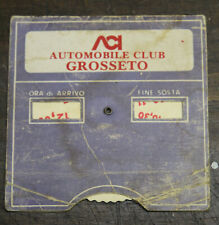 ACI
AUTOMOBILE CLUB
GROSSETO
ORA di ARRIVO
FINE SOSTA